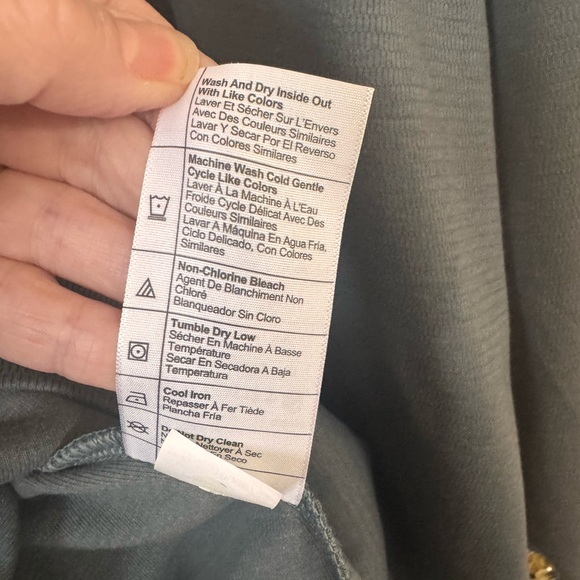 Wash And Dry Inside Out
With Like Colors
Laver Et Sécher Sur L'Envers
Avec Des Couleurs Similaires
Lavar Y Secar Por El Reverso
Con Colores Similares
Machine Wash Cold Gentle
Cycle Like Colors
Laver À La Machine À L'Eau
Froide Cycle Délicat Avec Des
Couleurs Similaires
Lavar A Máquina En Agua Fría,
Ciclo Delicado, Con Colores
Similares
Non-Chlorine Bleach
Agent De Blanchiment Non
Chloré
Blanqueador Sin Cloro
Tumble Dry Low
Sécher En Machine À Basse
Température
Secar En Secadora A Baja
Temperatura
Cool Iron
Repasser À Fer Tiède
Plancha Fría
Dry Clean
Nettoyer À Sec
En Seco